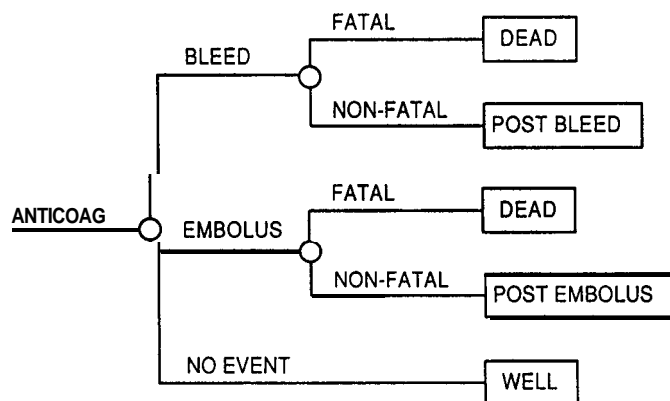 FATAL
DEAD
BLEED
NON-FATAL
POST BLEED
ANTICOAG
FATAL
DEAD
EMBOLUS
NON-FATAL
POST EMBOLUS
NO EVENT
WELL